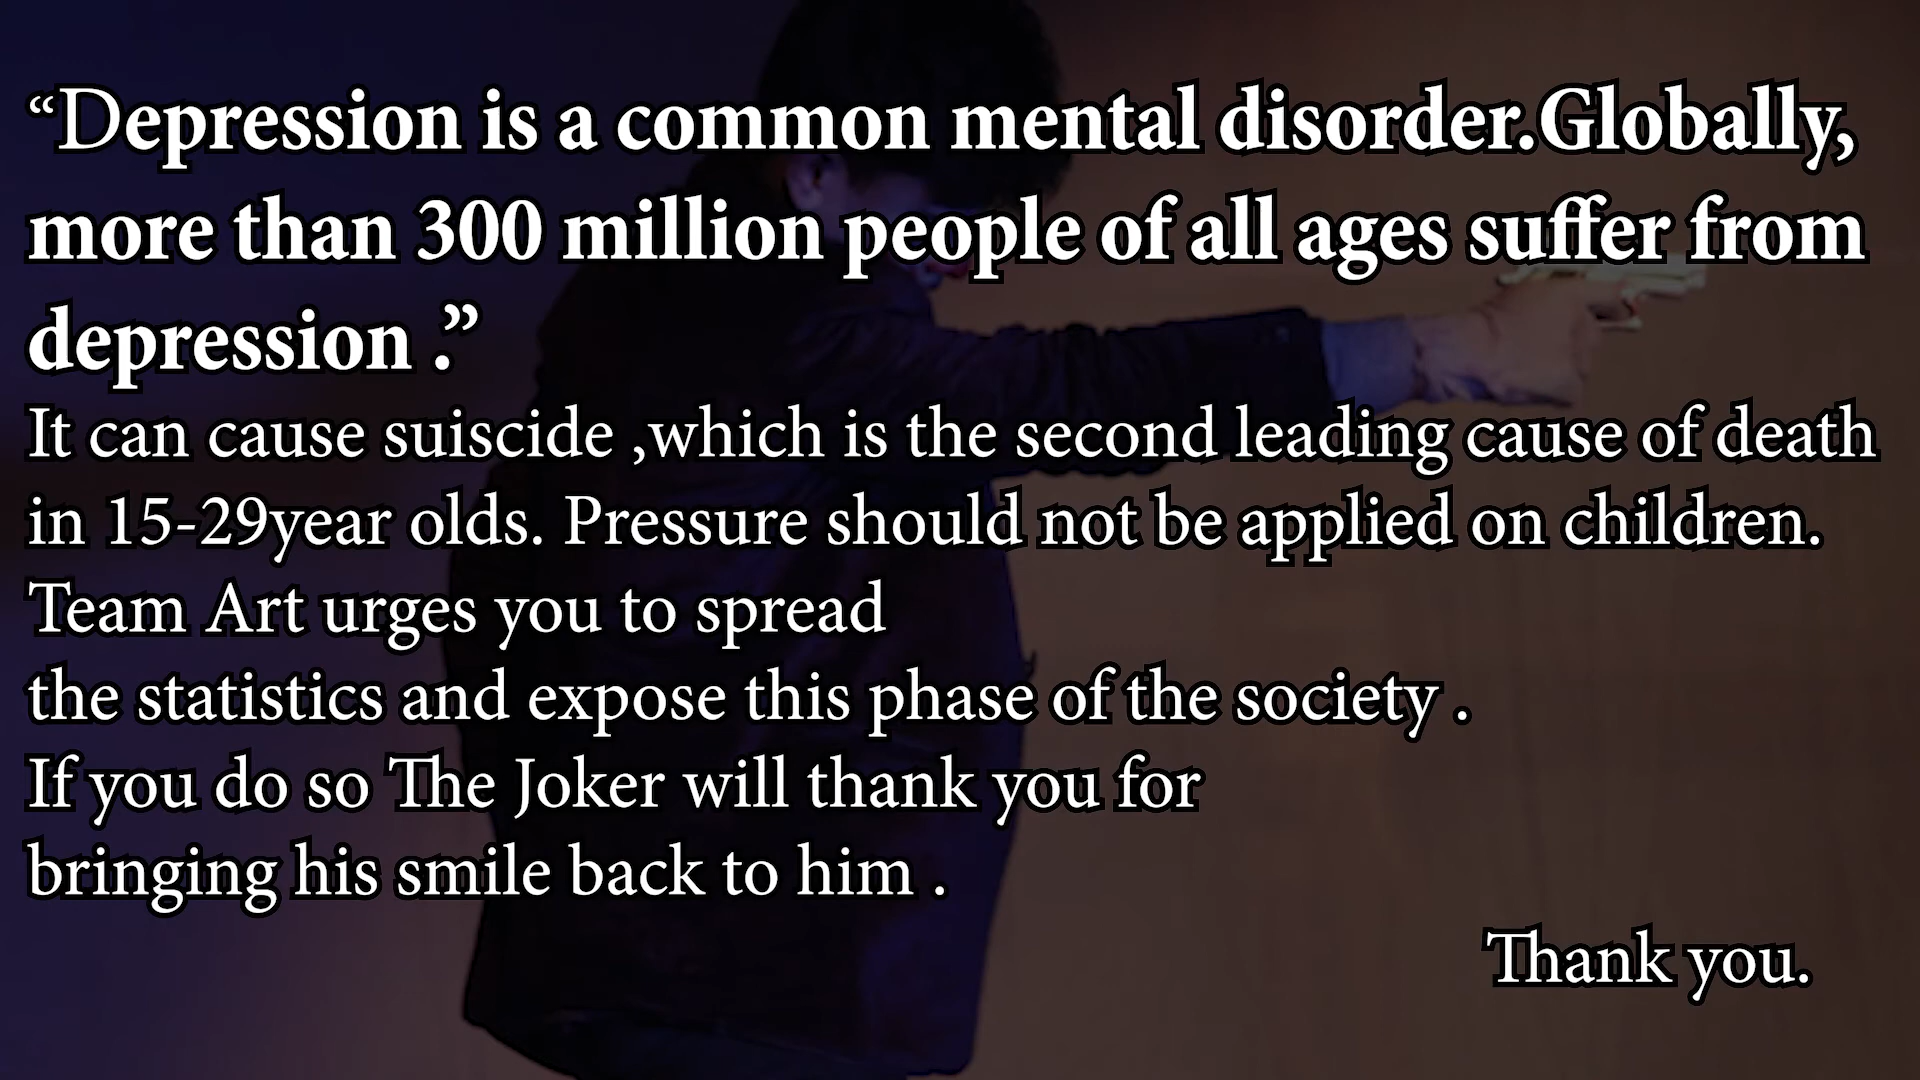 “Depression is a common mental disorder.Globally,
more than 300 million people of all ages suffer from
depression .”
It can cause suiscide ,which is the second leading cause of death
in 15-29year olds. Pressure should not be applied on children.
Team Art urges you to spread
the statistics and expose this phase of the society .
If you do so The Joker will thank you for
bringing his smile back to him .
Thank you.